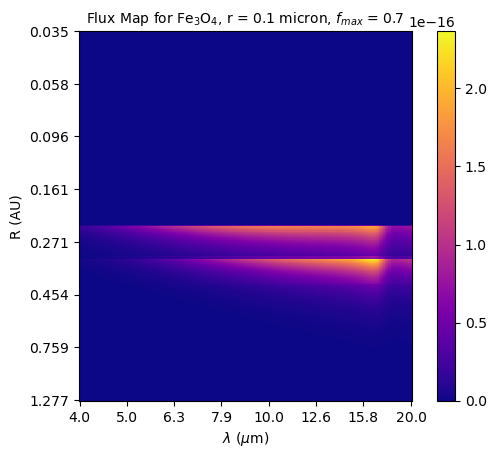 Flux Map for Fe₃O₄, r = 0.1 micron, f_max = 0.7
1e−16
0.035
0.058
0.096
0.161
0.271
0.454
0.759
1.277
R (AU)
4.0 5.0 6.3 7.9 10.0 12.6 15.8 20.0
λ (μm)
2.0
1.5
1.0
0.5
0.0